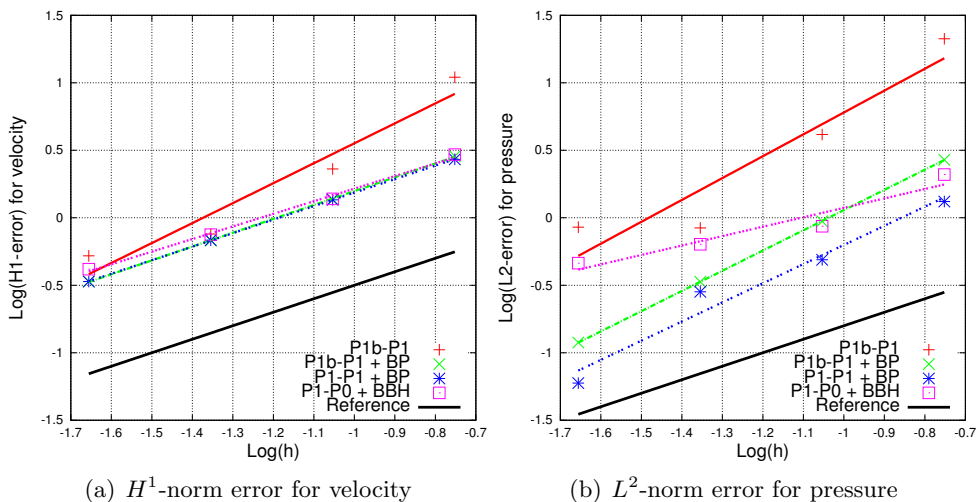 Log(H1-error) for velocity
1.5
1
0.5
0
-0.5
-1
-1.5
-1.7 -1.6 -1.5 -1.4 -1.3 -1.2 -1.1 -1 -0.9 -0.8 -0.7
Log(h)
P1b-P1
P1b-P1 + BP
P1-P1 + BP
P1-P0 + BBH
Reference
(a) H¹-norm error for velocity
Log(L2-error) for pressure
1.5
1
0.5
0
-0.5
-1
-1.5
-1.7 -1.6 -1.5 -1.4 -1.3 -1.2 -1.1 -1 -0.9 -0.8 -0.7
Log(h)
P1b-P1
P1b-P1 + BP
P1-P1 + BP
P1-P0 + BBH
Reference
(b) L²-norm error for pressure